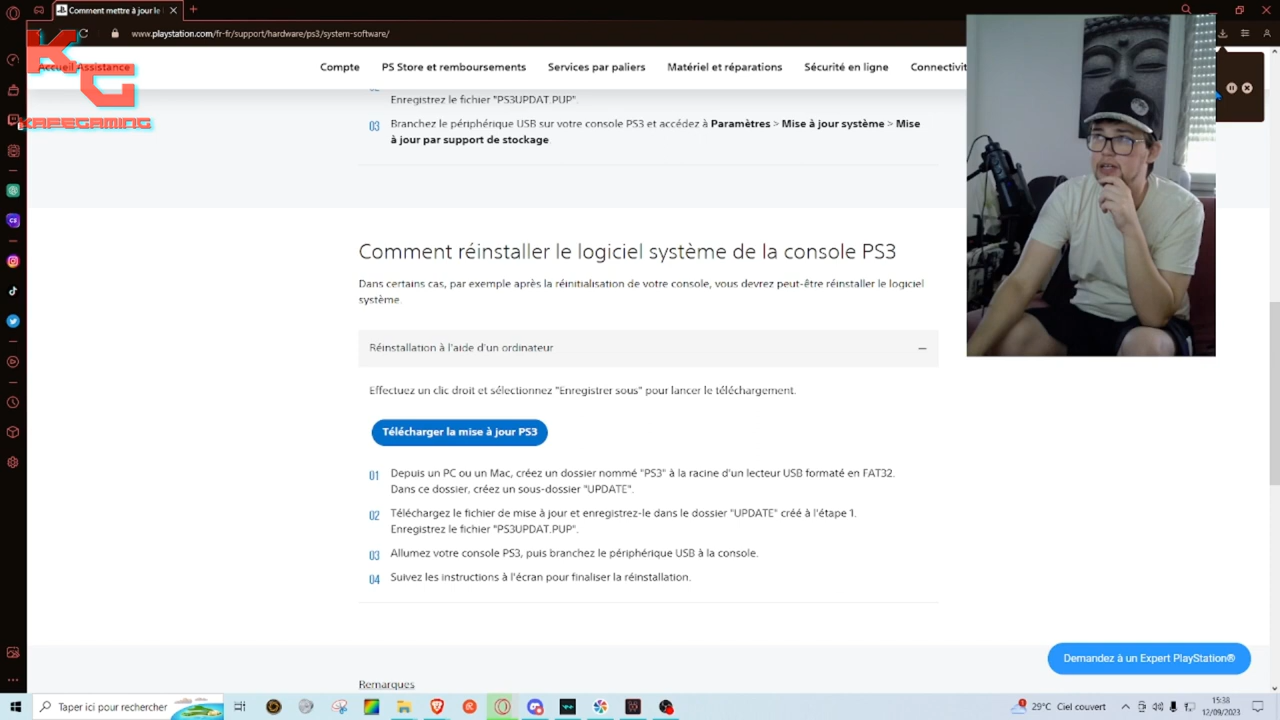 Comment mettre à jour le
www.playstation.com/fr-fr/support/hardware/ps3/system-software/
KG
KAPEGAMING
Accueil Assistance
Compte
PS Store et remboursements
Services par paliers
Matériel et réparations
Sécurité en ligne
Connectivit
02
Enregistrez le fichier "PS3UPDAT.PUP".
03 Branchez le périphérique USB sur votre console PS3 et accédez à Paramètres > Mise à jour système > Mise
à jour par support de stockage
Comment réinstaller le logiciel système de la console PS3
Dans certains cas, par exemple après la réinitialisation de votre console, vous devrez peut-être réinstaller le logiciel
système.
Réinstallation à l'aide d'un ordinateur
Effectuez un clic droit et sélectionnez "Enregistrer sous" pour lancer le téléchargement.
Télécharger la mise à jour PS3
01 Depuis un PC ou un Mac, créez un dossier nommé "PS3" à la racine d'un lecteur USB formaté en FAT32.
Dans ce dossier, créez un sous-dossier "UPDATE".
02 Téléchargez le fichier de mise à jour et enregistrez-le dans le dossier "UPDATE" créé à l'étape 1.
Enregistrez le fichier "PS3UPDAT.PUP".
03 Allumez votre console PS3, puis branchez le périphérique USB à la console.
04 Suivez les instructions à l'écran pour finaliser la réinstallation.
Demandez à un Expert PlayStation®
Remarques
Taper ici pour rechercher
29°C Ciel couvert
15:38
12/09/2023